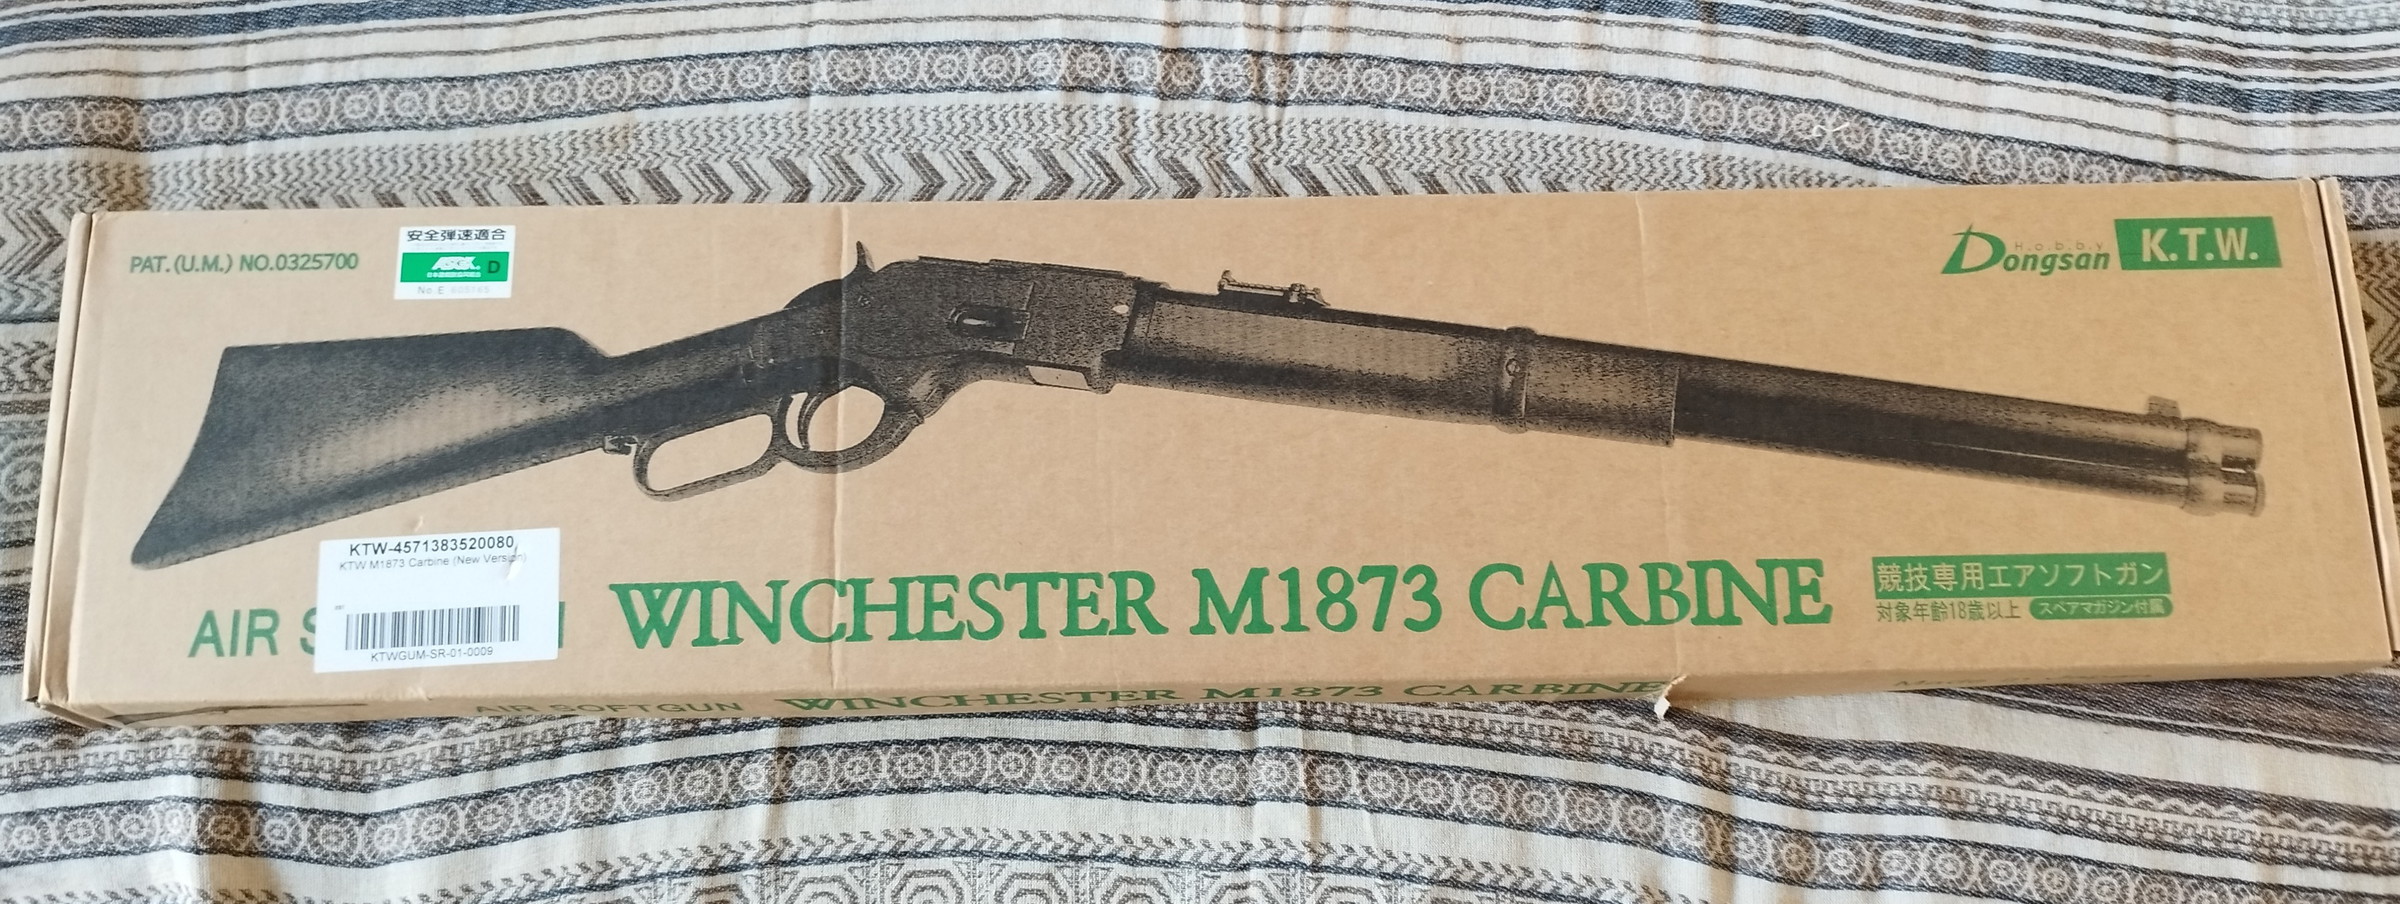 PAT.(U.M.) NO.0325700
安全弾速適合
ASGK D
No.E
Hobby
Dongsan
K.T.W.
KTW-4571383520080
KTW M1873 Carbine (New Version)
KTWGUM-SR-01-0009
AIR
WINCHESTER M1873 CARBINE
競技専用エアソフトガン
対象年齢18歳以上 スペアマガジン付属
AIR SOFT GUN WINCHESTER M1873 CARBINE